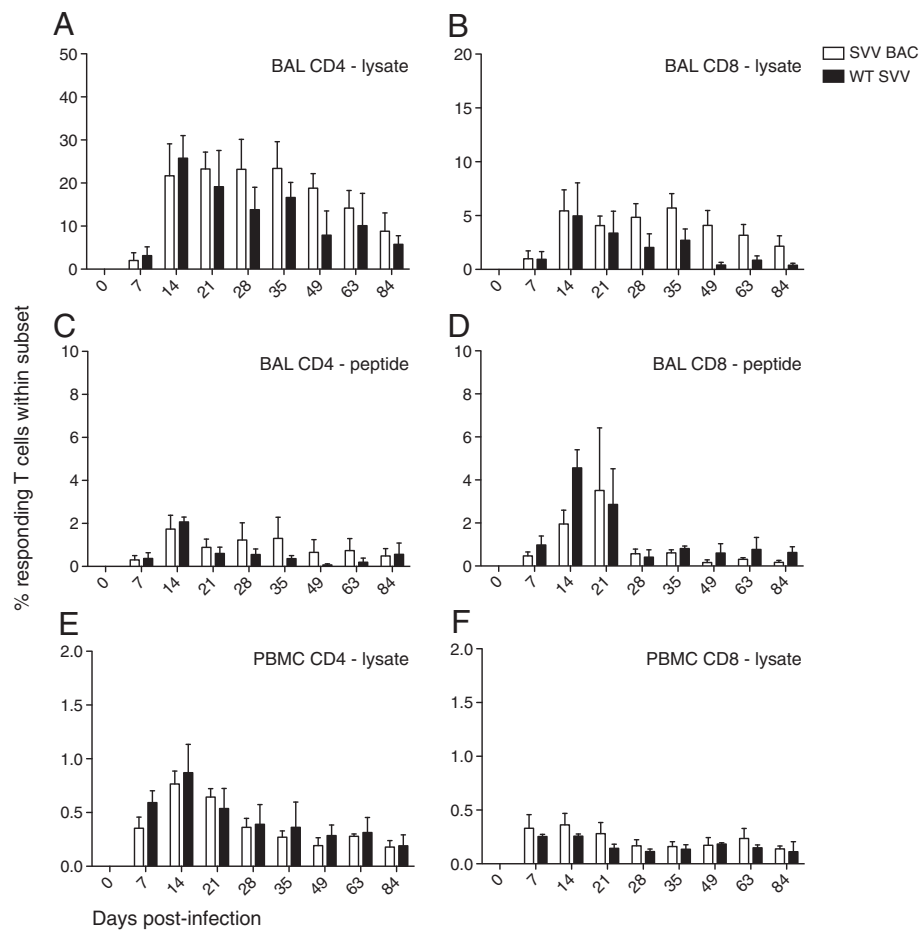 A
BAL CD4 - lysate
50
40
30
20
10
0
0 7 14 21 28 35 49 63 84
B
BAL CD8 - lysate
20
15
10
5
0
0 7 14 21 28 35 49 63 84
SVV BAC
WT SVV
% responding T cells within subset
C
BAL CD4 - peptide
10
8
6
4
2
0
0 7 14 21 28 35 49 63 84
D
BAL CD8 - peptide
10
8
6
4
2
0
0 7 14 21 28 35 49 63 84
E
PBMC CD4 - lysate
2.0
1.5
1.0
0.5
0.0
0 7 14 21 28 35 49 63 84
F
PBMC CD8 - lysate
2.0
1.5
1.0
0.5
0.0
0 7 14 21 28 35 49 63 84
Days post-infection